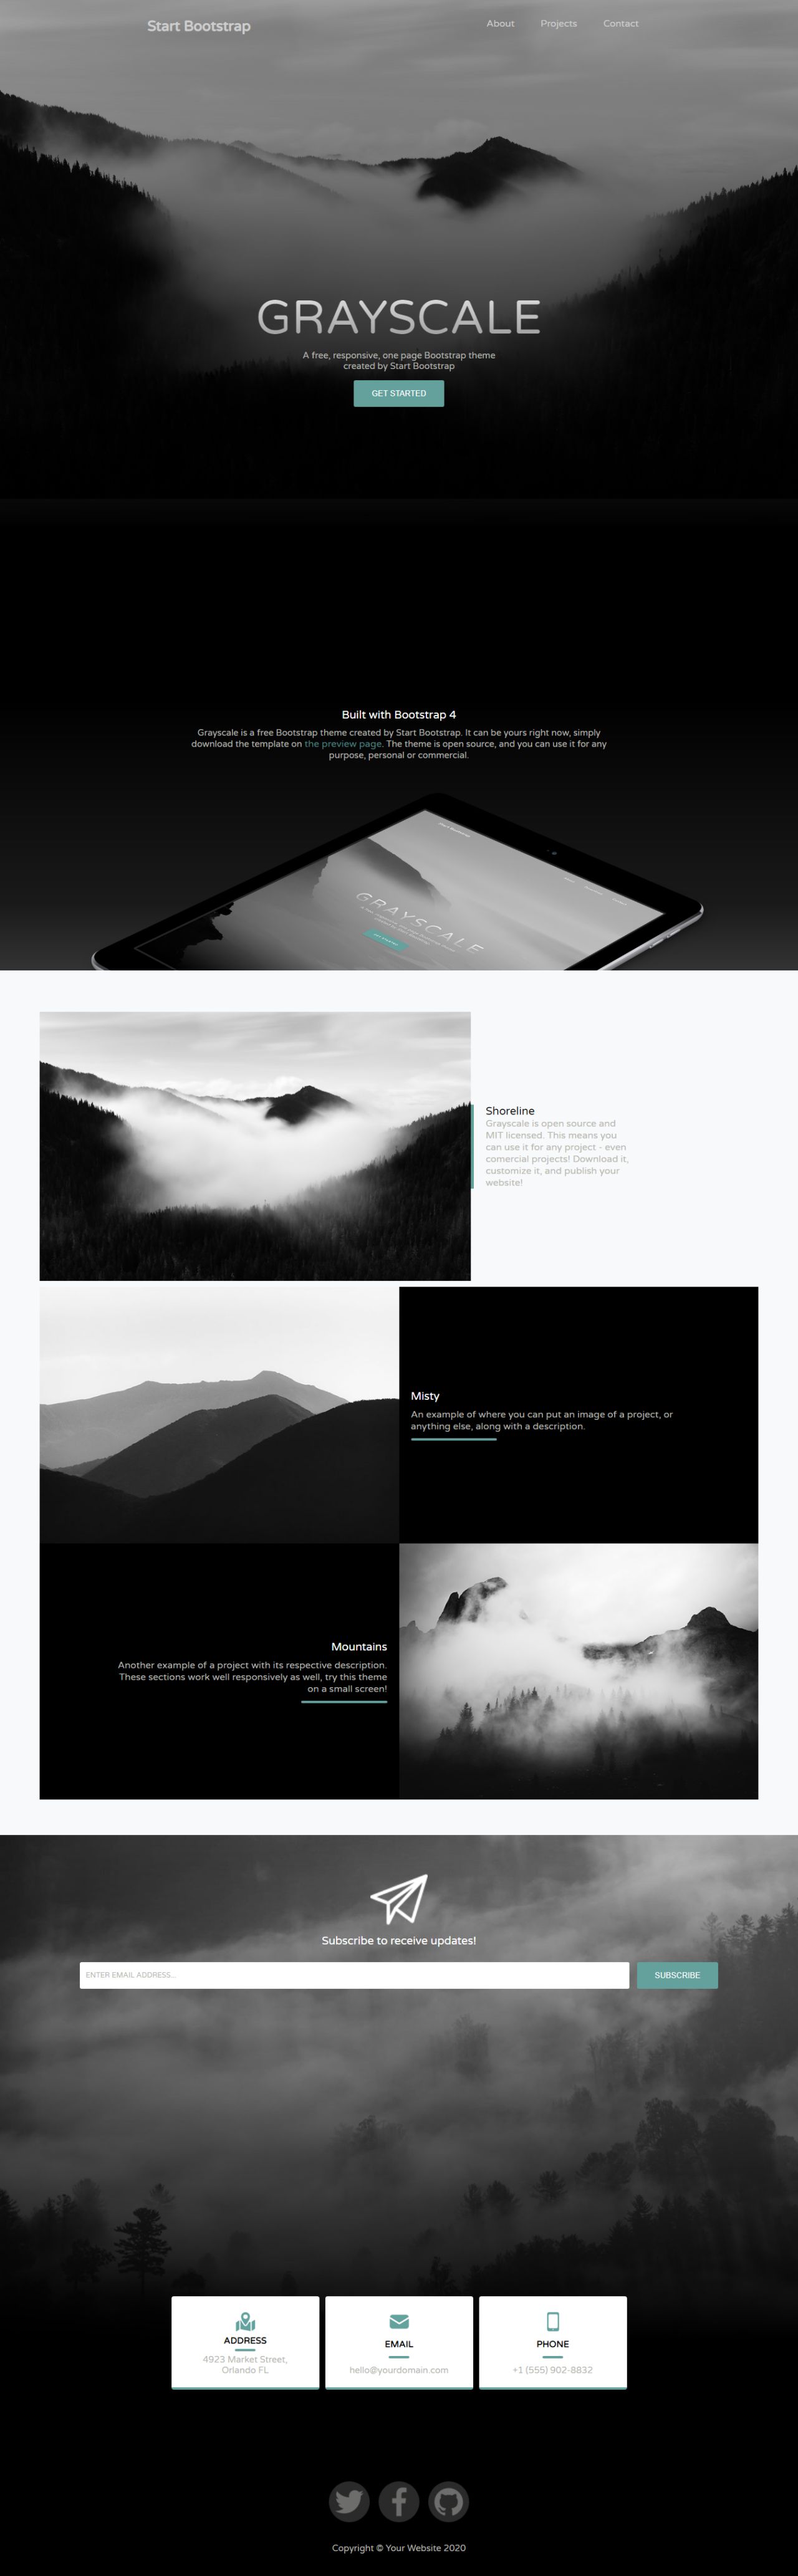 Start Bootstrap
About Projects Contact
GRAYSCALE
A free, responsive, one page Bootstrap theme
created by Start Bootstrap
GET STARTED
Built with Bootstrap 4
Grayscale is a free Bootstrap theme created by Start Bootstrap. It can be yours right now, simply
download the template on the preview page. The theme is open source, and you can use it for any
purpose, personal or commercial.
GRAYSCALE
Shoreline
Grayscale is open source and
MIT licensed. This means you
can use it for any project - even
comercial projects! Download it,
customize it, and publish your
website!
Misty
An example of where you can put an image of a project, or
anything else, along with a description.
Mountains
Another example of a project with its respective description.
These sections work well responsively as well, try this theme
on a small screen!
Subscribe to receive updates!
ENTER EMAIL ADDRESS...
SUBSCRIBE
ADDRESS
4923 Market Street,
Orlando FL
EMAIL
hello@yourdomain.com
PHONE
+1 (555) 902-8832
Copyright © Your Website 2020